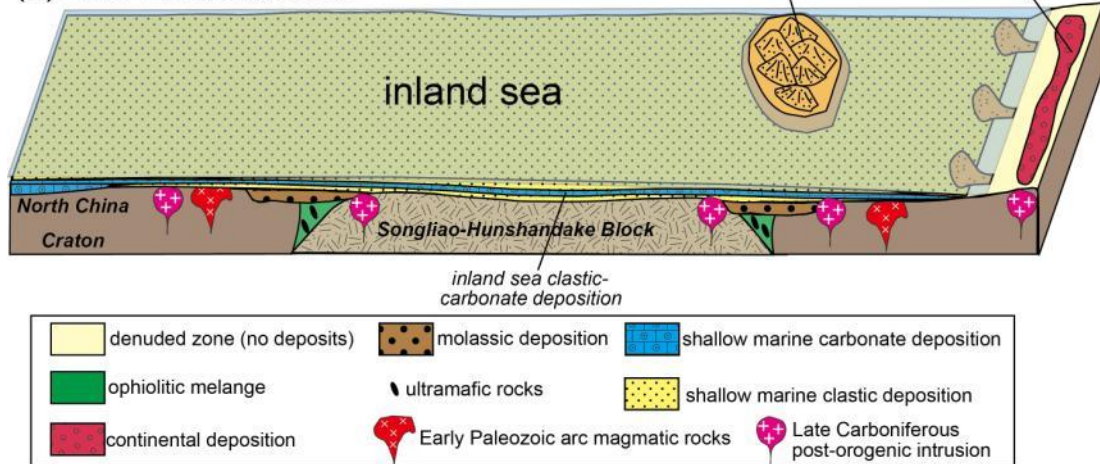 inland sea
North China
Craton
Songliao-Hunshandake Block
inland sea clastic-
carbonate deposition
denuded zone (no deposits)
molassic deposition
shallow marine carbonate deposition
ophiolitic melange
ultramafic rocks
shallow marine clastic deposition
continental deposition
Early Paleozoic arc magmatic rocks
Late Carboniferous
post-orogenic intrusion